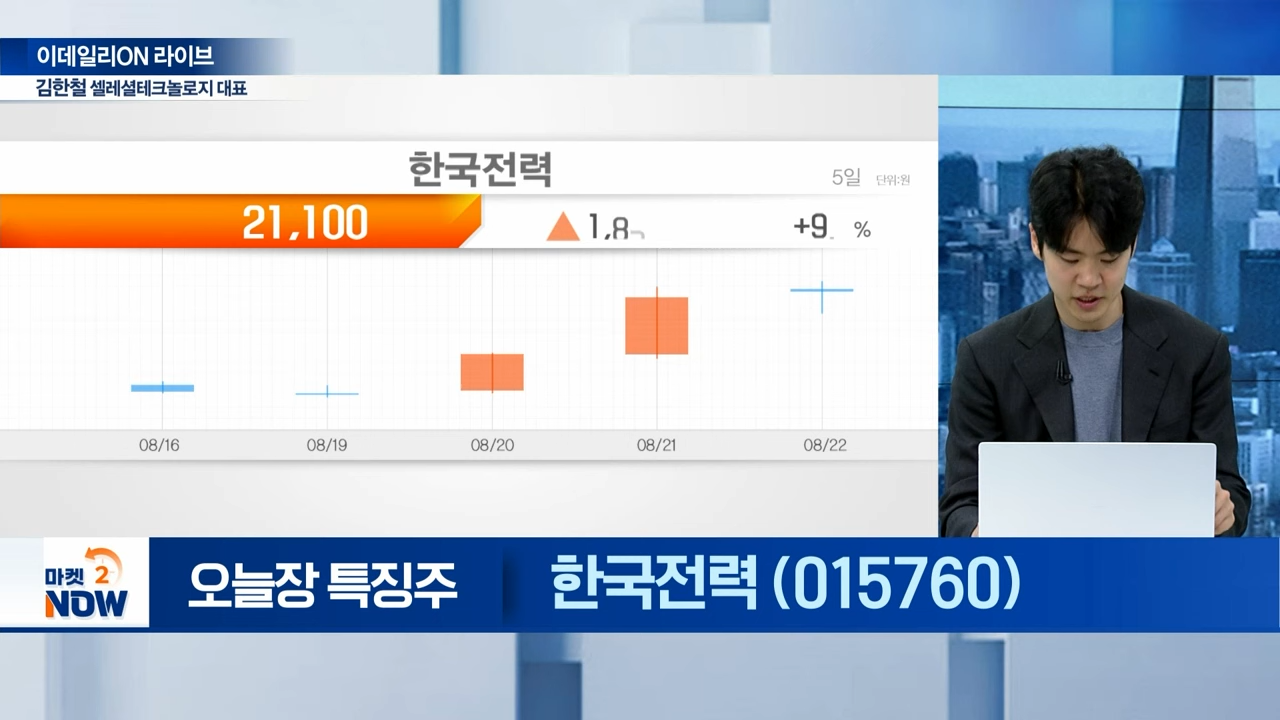 이데일리ON 라이브
김한철 셀레셜테크놀로지 대표
한국전력
5일 단위:원
21,100 ▲ 1,8 +9 %
08/16 08/19 08/20 08/21 08/22
마켓 2
NOW
오늘장 특징주 한국전력 (015760)